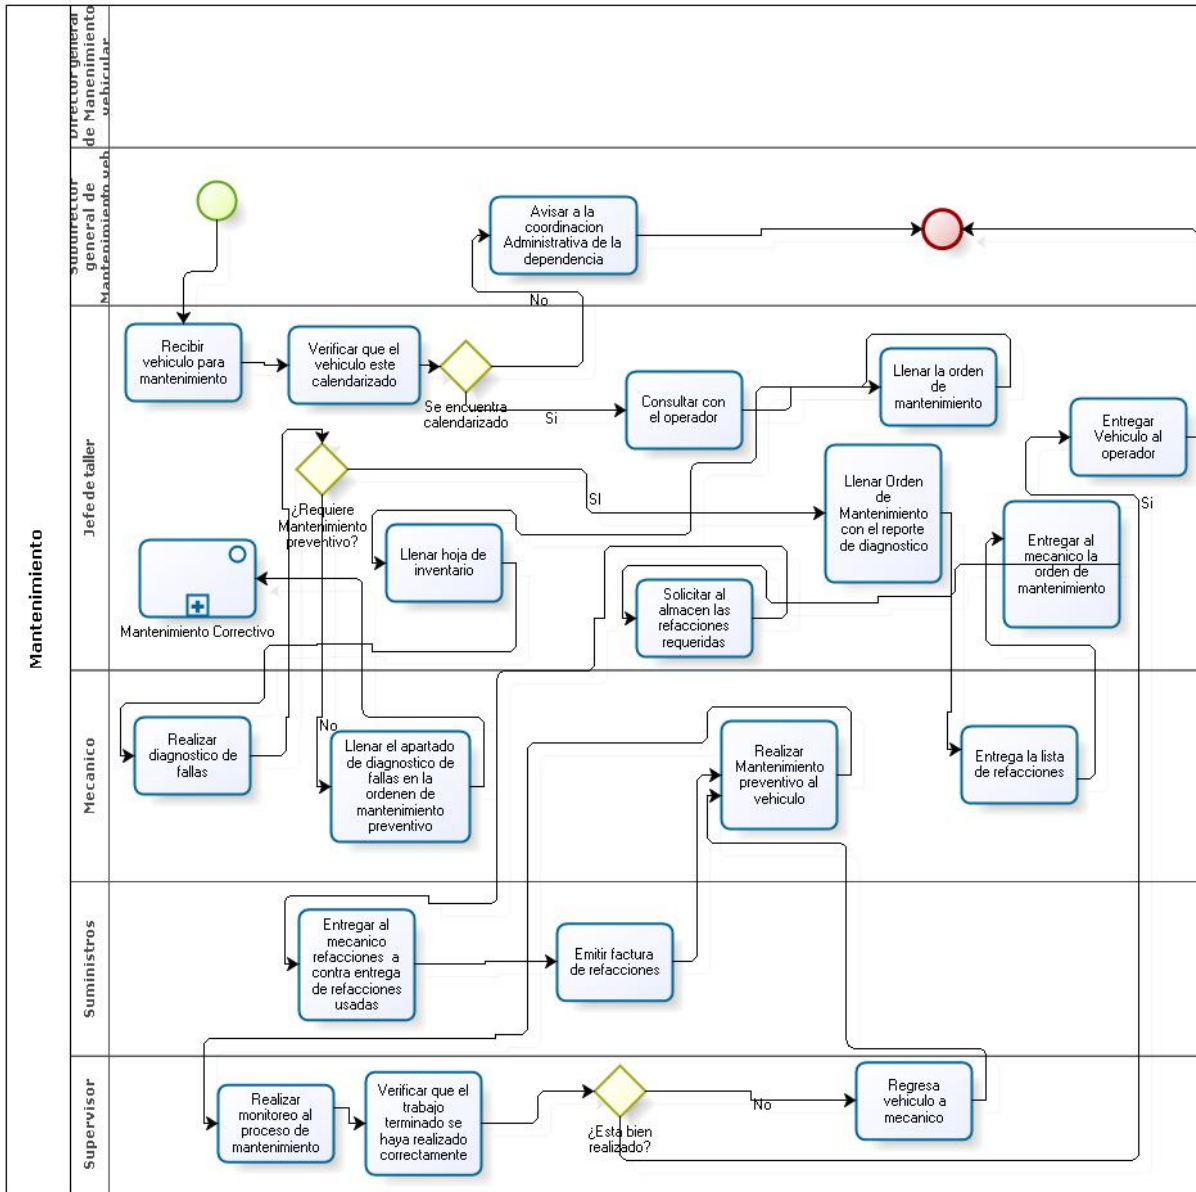 Mantenimiento
Director general
de Manenimiento
vehicular
Subdirector
general de
Mantenimiento veh
Avisar a la
coordinacion
Administrativa de la
dependencia
No
Jefe de taller
Recibir
vehiculo para
mantenimiento
Verificar que el
vehiculo este
calendarizado
Se encuentra
calendarizado
Si
Consultar con
el operador
Llenar la orden
de
mantenimiento
Entregar
Vehiculo al
operador
¿Requiere
Mantenimiento
preventivo?
SI
Llenar Orden
de
Mantenimiento
con el reporte
de diagnostico
Si
Llenar hoja de
inventario
Entregar al
mecanico la
orden de
mantenimiento
Mantenimiento Correctivo
Solicitar al
almacen las
refacciones
requeridas
Mecanico
Realizar
diagnostico de
fallas
No
Llenar el apartado
de diagnostico de
fallas en la
ordenen de
mantenimiento
preventivo
Realizar
Mantenimiento
preventivo al
vehiculo
Entrega la lista
de refacciones
Suministros
Entregar al
mecanico
refacciones a
contra entrega
de refacciones
usadas
Emitir factura
de refacciones
Supervisor
Realizar
monitoreo al
proceso de
mantenimiento
Verificar que el
trabajo
terminado se
haya realizado
correctamente
¿Esta bien
realizado?
No
Regresa
vehiculo a
mecanico